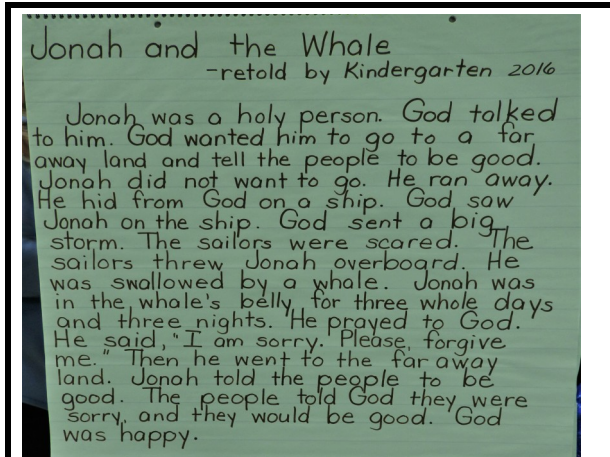 Jonah and the Whale
-retold by Kindergarten 2016
Jonah was a holy person. God talked
to him. God wanted him to go to a far
away land and tell the people to be good.
Jonah did not want to go. He ran away.
He hid from God on a ship. God saw
Jonah on the ship. God sent a big
storm. The sailors were scared. The
sailors threw Jonah overboard. He
was swallowed by a whale. Jonah was
in the whale's belly for three whole days
and three nights. He prayed to God.
He said, "I am sorry. Please, forgive
me." Then he went to the far away
land. Jonah told the people to be
good. The people told God they were
sorry, and they would be good. God
was happy.